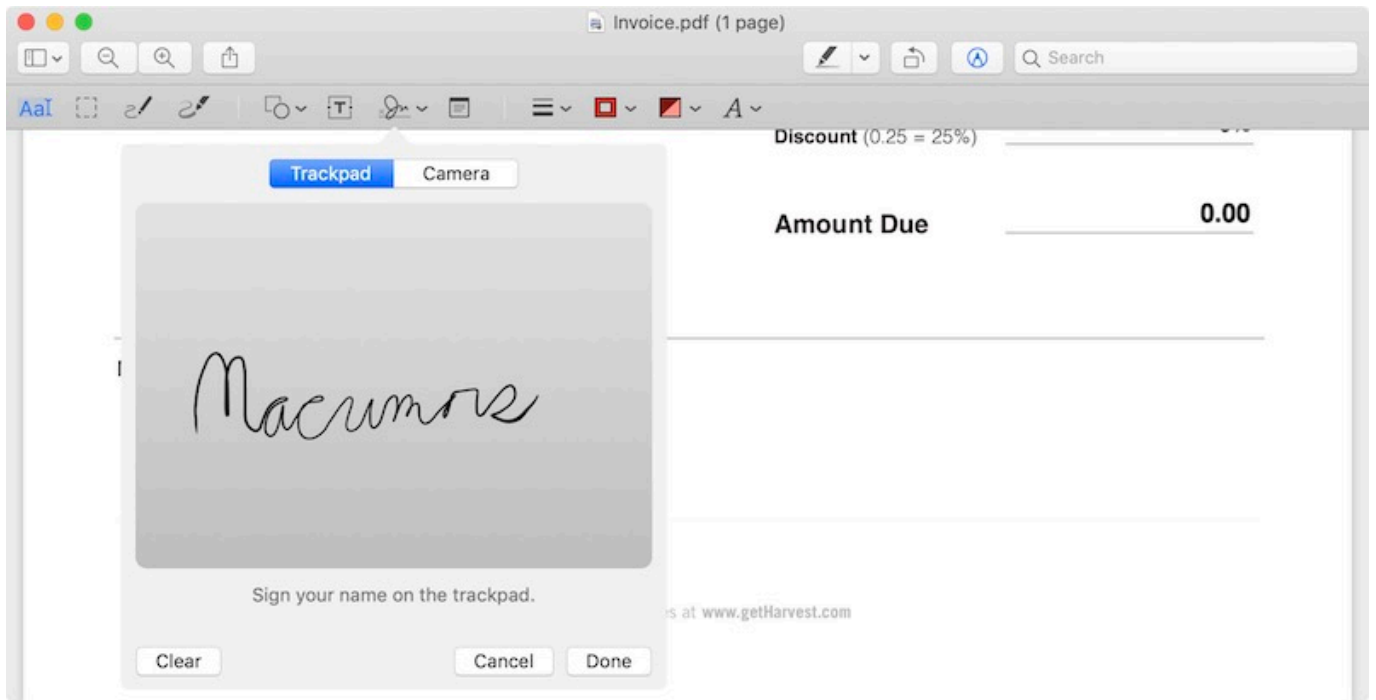 Invoice.pdf (1 page)
Search
AaI T A
Discount (0.25 = 25%)
Trackpad Camera
Amount Due 0.00
Macrumors
Sign your name on the trackpad.
s at www.getHarvest.com
Clear Cancel Done